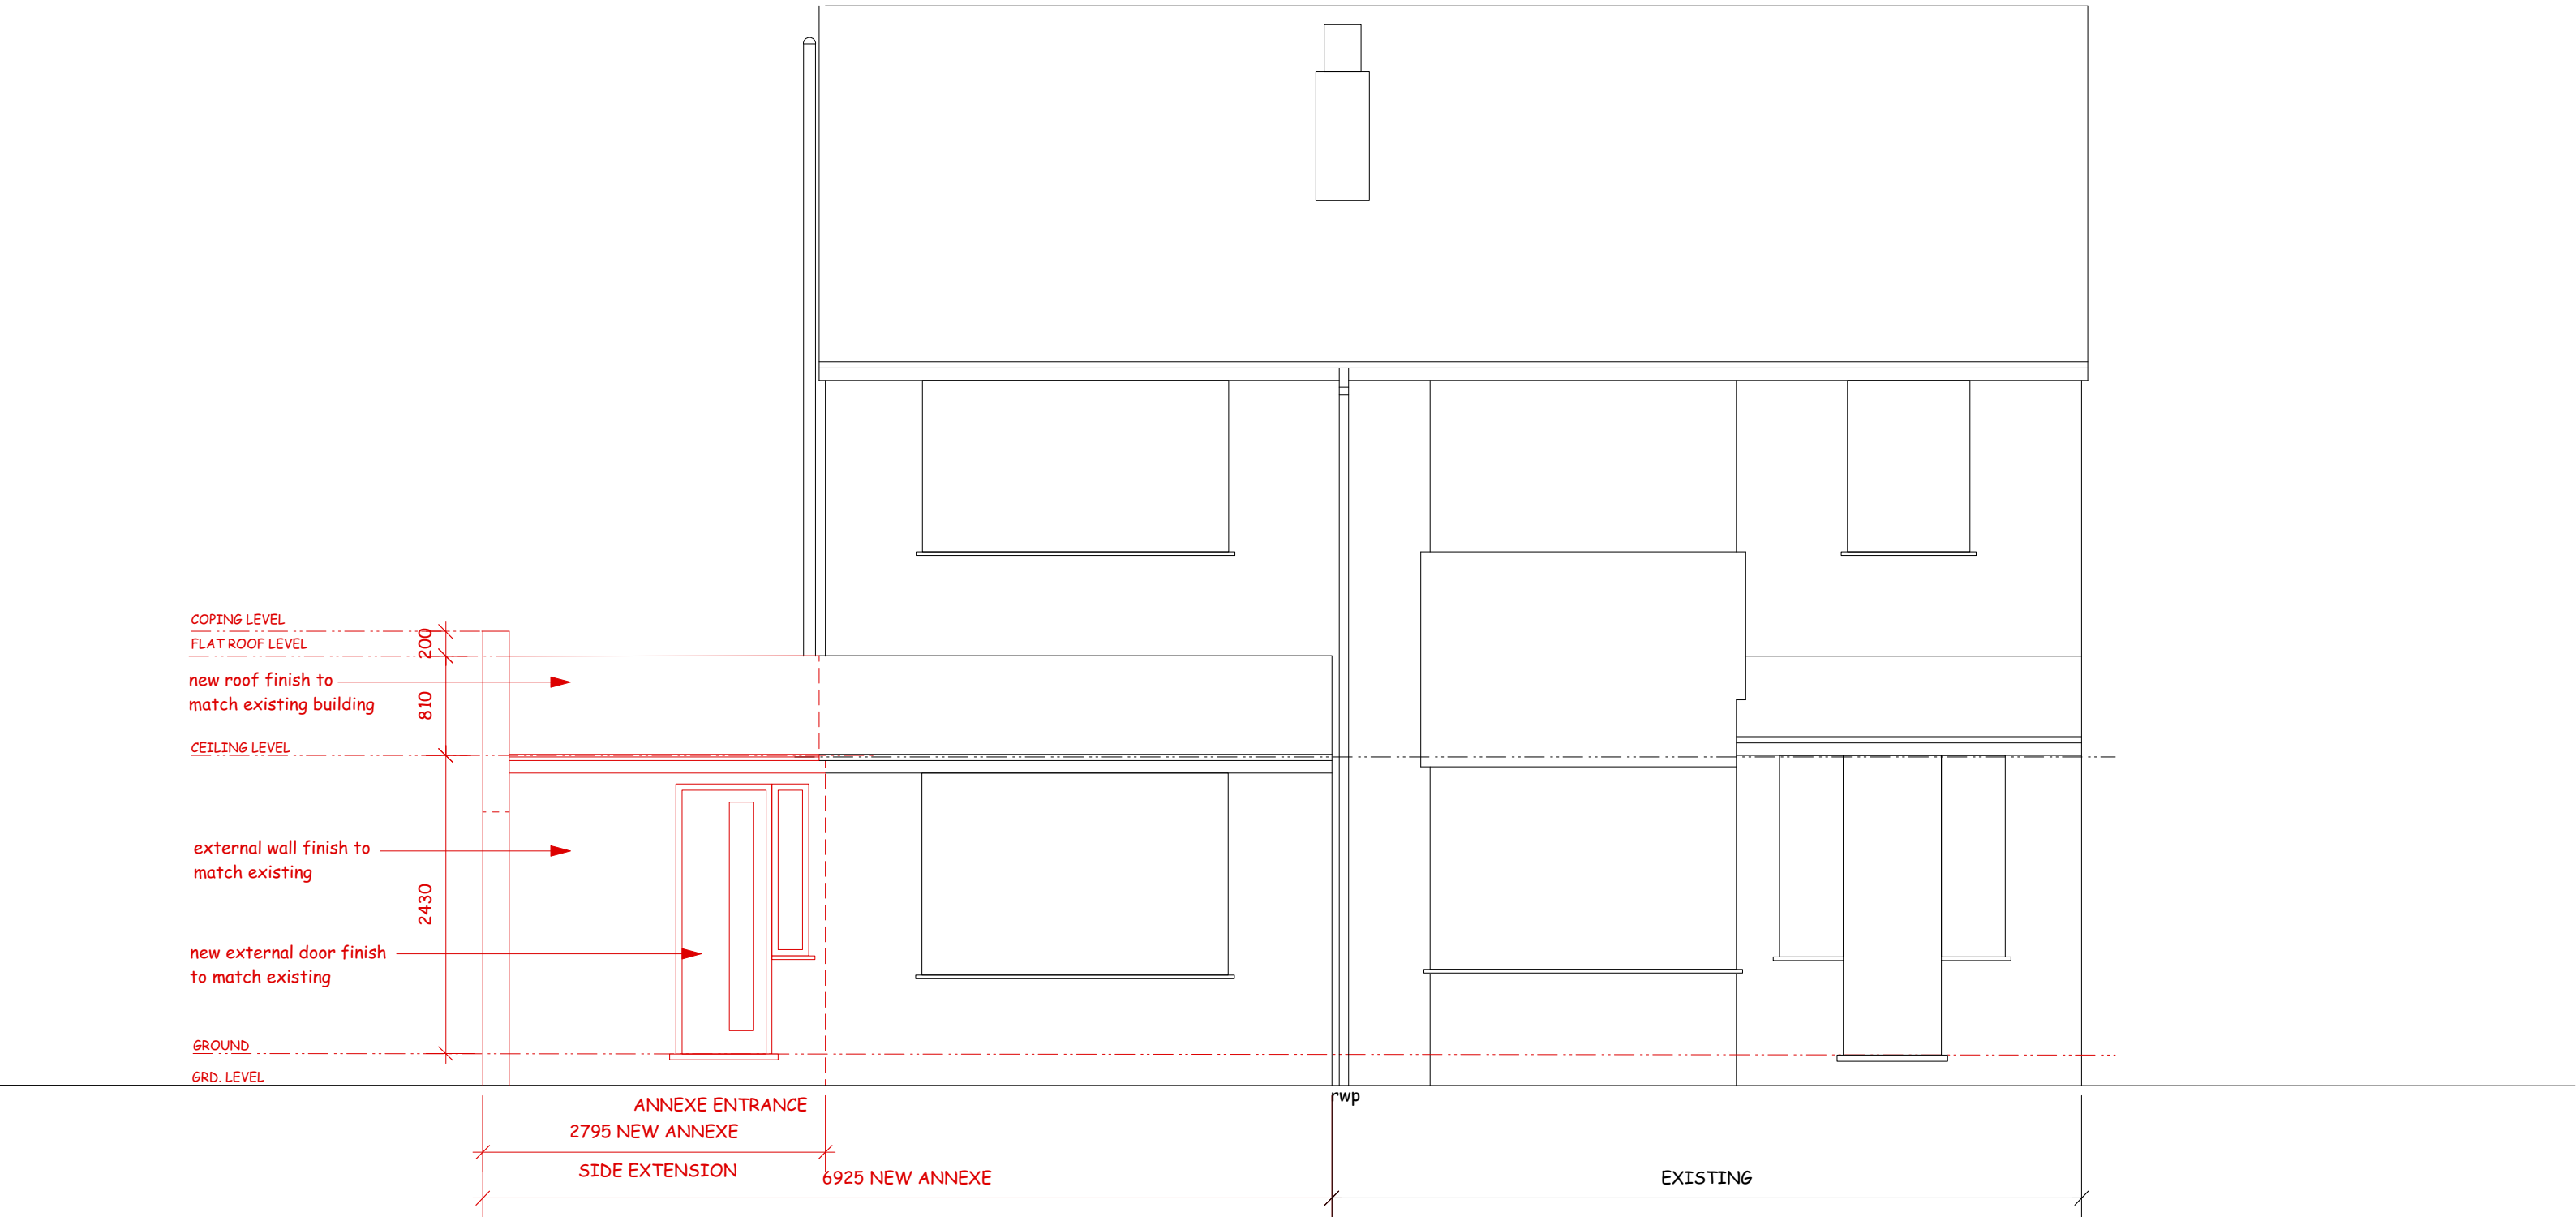 COPING LEVEL
200
FLAT ROOF LEVEL
new roof finish to
match existing building
810
CEILING LEVEL
external wall finish to
match existing
2430
new external door finish
to match existing
GROUND
GRD. LEVEL
rwp
ANNEXE ENTRANCE
2795 NEW ANNEXE
SIDE EXTENSION
6925 NEW ANNEXE
EXISTING